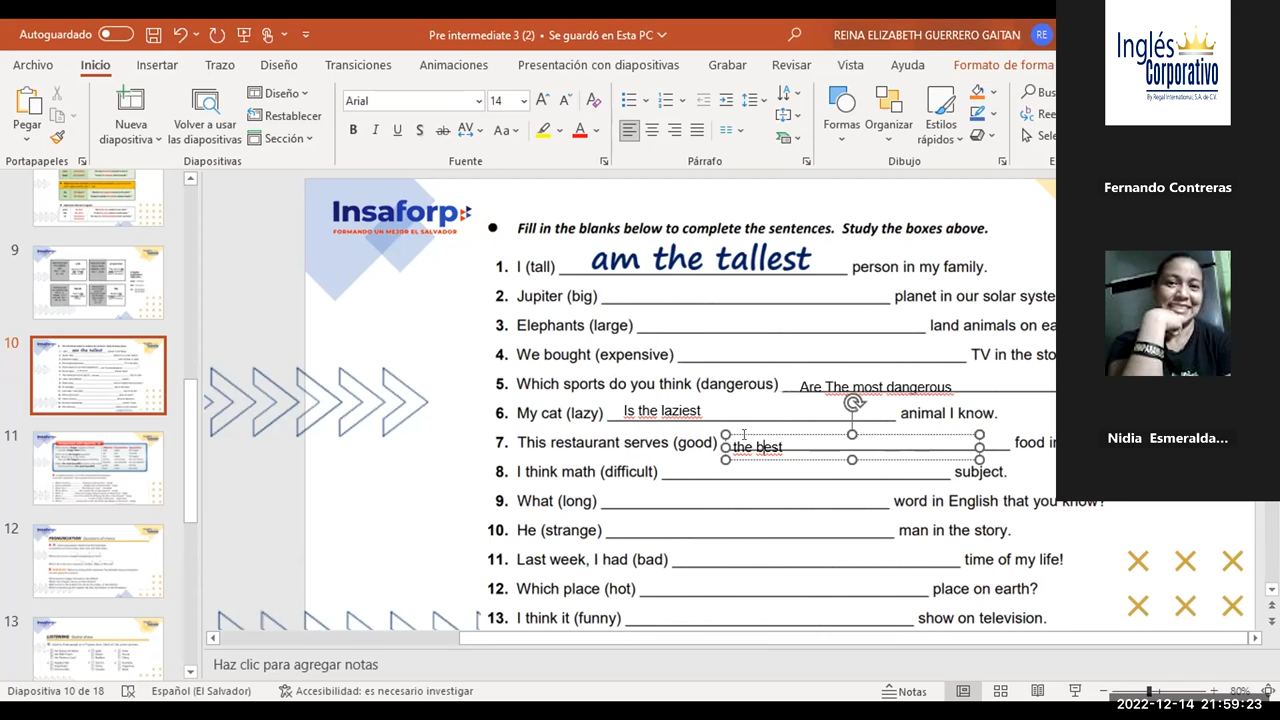 Autoguardado
Pre intermediate 3 (2) • Se guardó en Esta PC
REINA ELIZABETH GUERRERO GAITAN
RE
Archivo Inicio Insertar Trazo Diseño Transiciones Animaciones Presentación con diapositivas Grabar Revisar Vista Ayuda Formato de forma
Pegar
Nueva diapositiva
Volver a usar las diapositivas
Diseño
Restablecer
Sección
Arial
14
Formas
Organizar
Estilos rápidos
Portapapeles
Diapositivas
Fuente
Párrafo
Dibujo
9
10
11
12
13
Insaforp
FORMANDO UN MEJOR EL SALVADOR
Fill in the blanks below to complete the sentences. Study the boxes above.
1. I (tall) am the tallest person in my family.
2. Jupiter (big) planet in our solar syste
3. Elephants (large) land animals on ea
4. We bought (expensive) TV in the sto
5. Which sports do you think (dangerous) Are the most dangerous
6. My cat (lazy) Is the laziest animal I know.
7. The restaurant serves (good) the best food in
8. I think math (difficult) subject.
9. What (long) word in English that you know?
10. He (strange) man in the story.
11. Last week, I had (bad) time of my life!
12. Which place (hot) place on earth?
13. I think it (funny) show on television.
Haz clic para agregar notas
Diapositiva 10 de 18
Español (El Salvador)
Accesibilidad: es necesario investigar
Notas
80%
Inglés
Corporativo
By Regal International, S.A. de C.V.
Fernando Contreras
Nidia Esmeralda...
2022-12-14 21:59:23